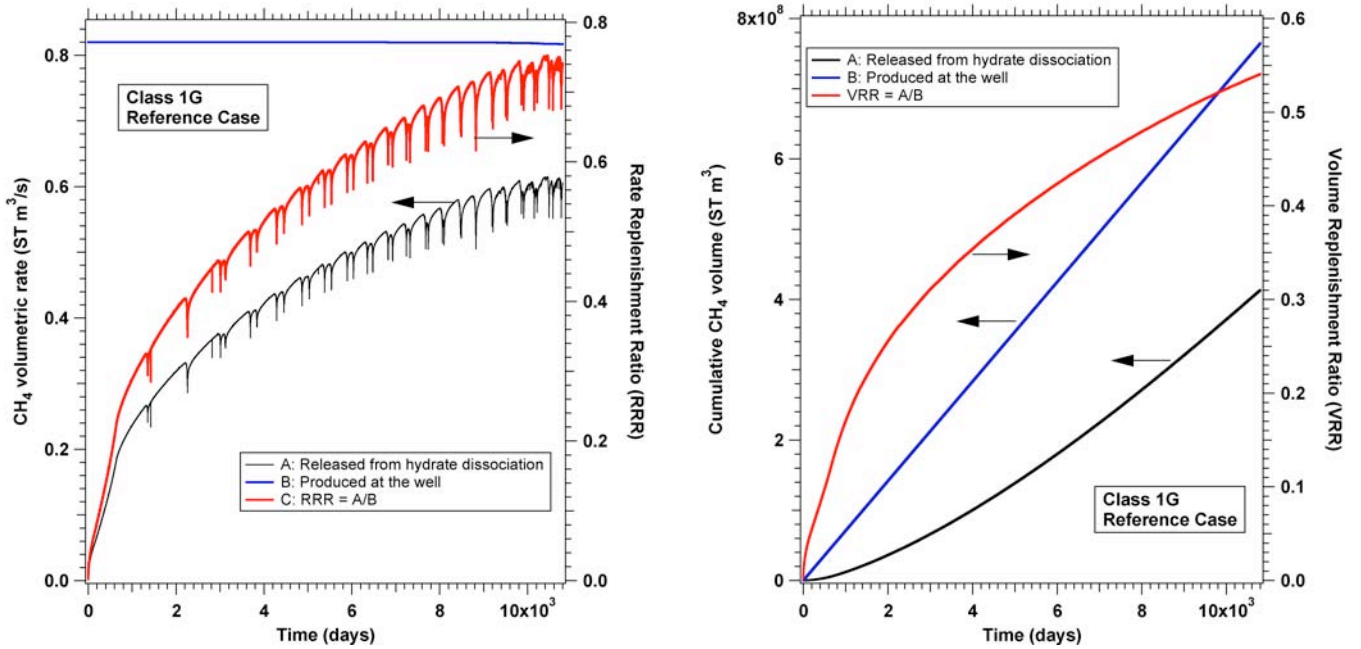 0.8
0.6
0.4
0.2
0.0
CH4 volumetric rate (ST m3/s)
Class 1G
Reference Case
A: Released from hydrate dissociation
B: Produced at the well
C: RRR = A/B
0.8
0.6
0.4
0.2
0.0
Rate Replenishment Ratio (RRR)
0
2
4
6
8
10x10³
Time (days)
8x10⁸
6
4
2
0
Cumulative CH₄ volume (ST m³)
A: Released from hydrate dissociation
B: Produced at the well
VRR = A/B
Class 1G
Reference Case
0.6
0.5
0.4
0.3
0.2
0.1
0.0
Volume Replenishment Ratio (VRR)
0
2
4
6
8
10x10³
Time (days)